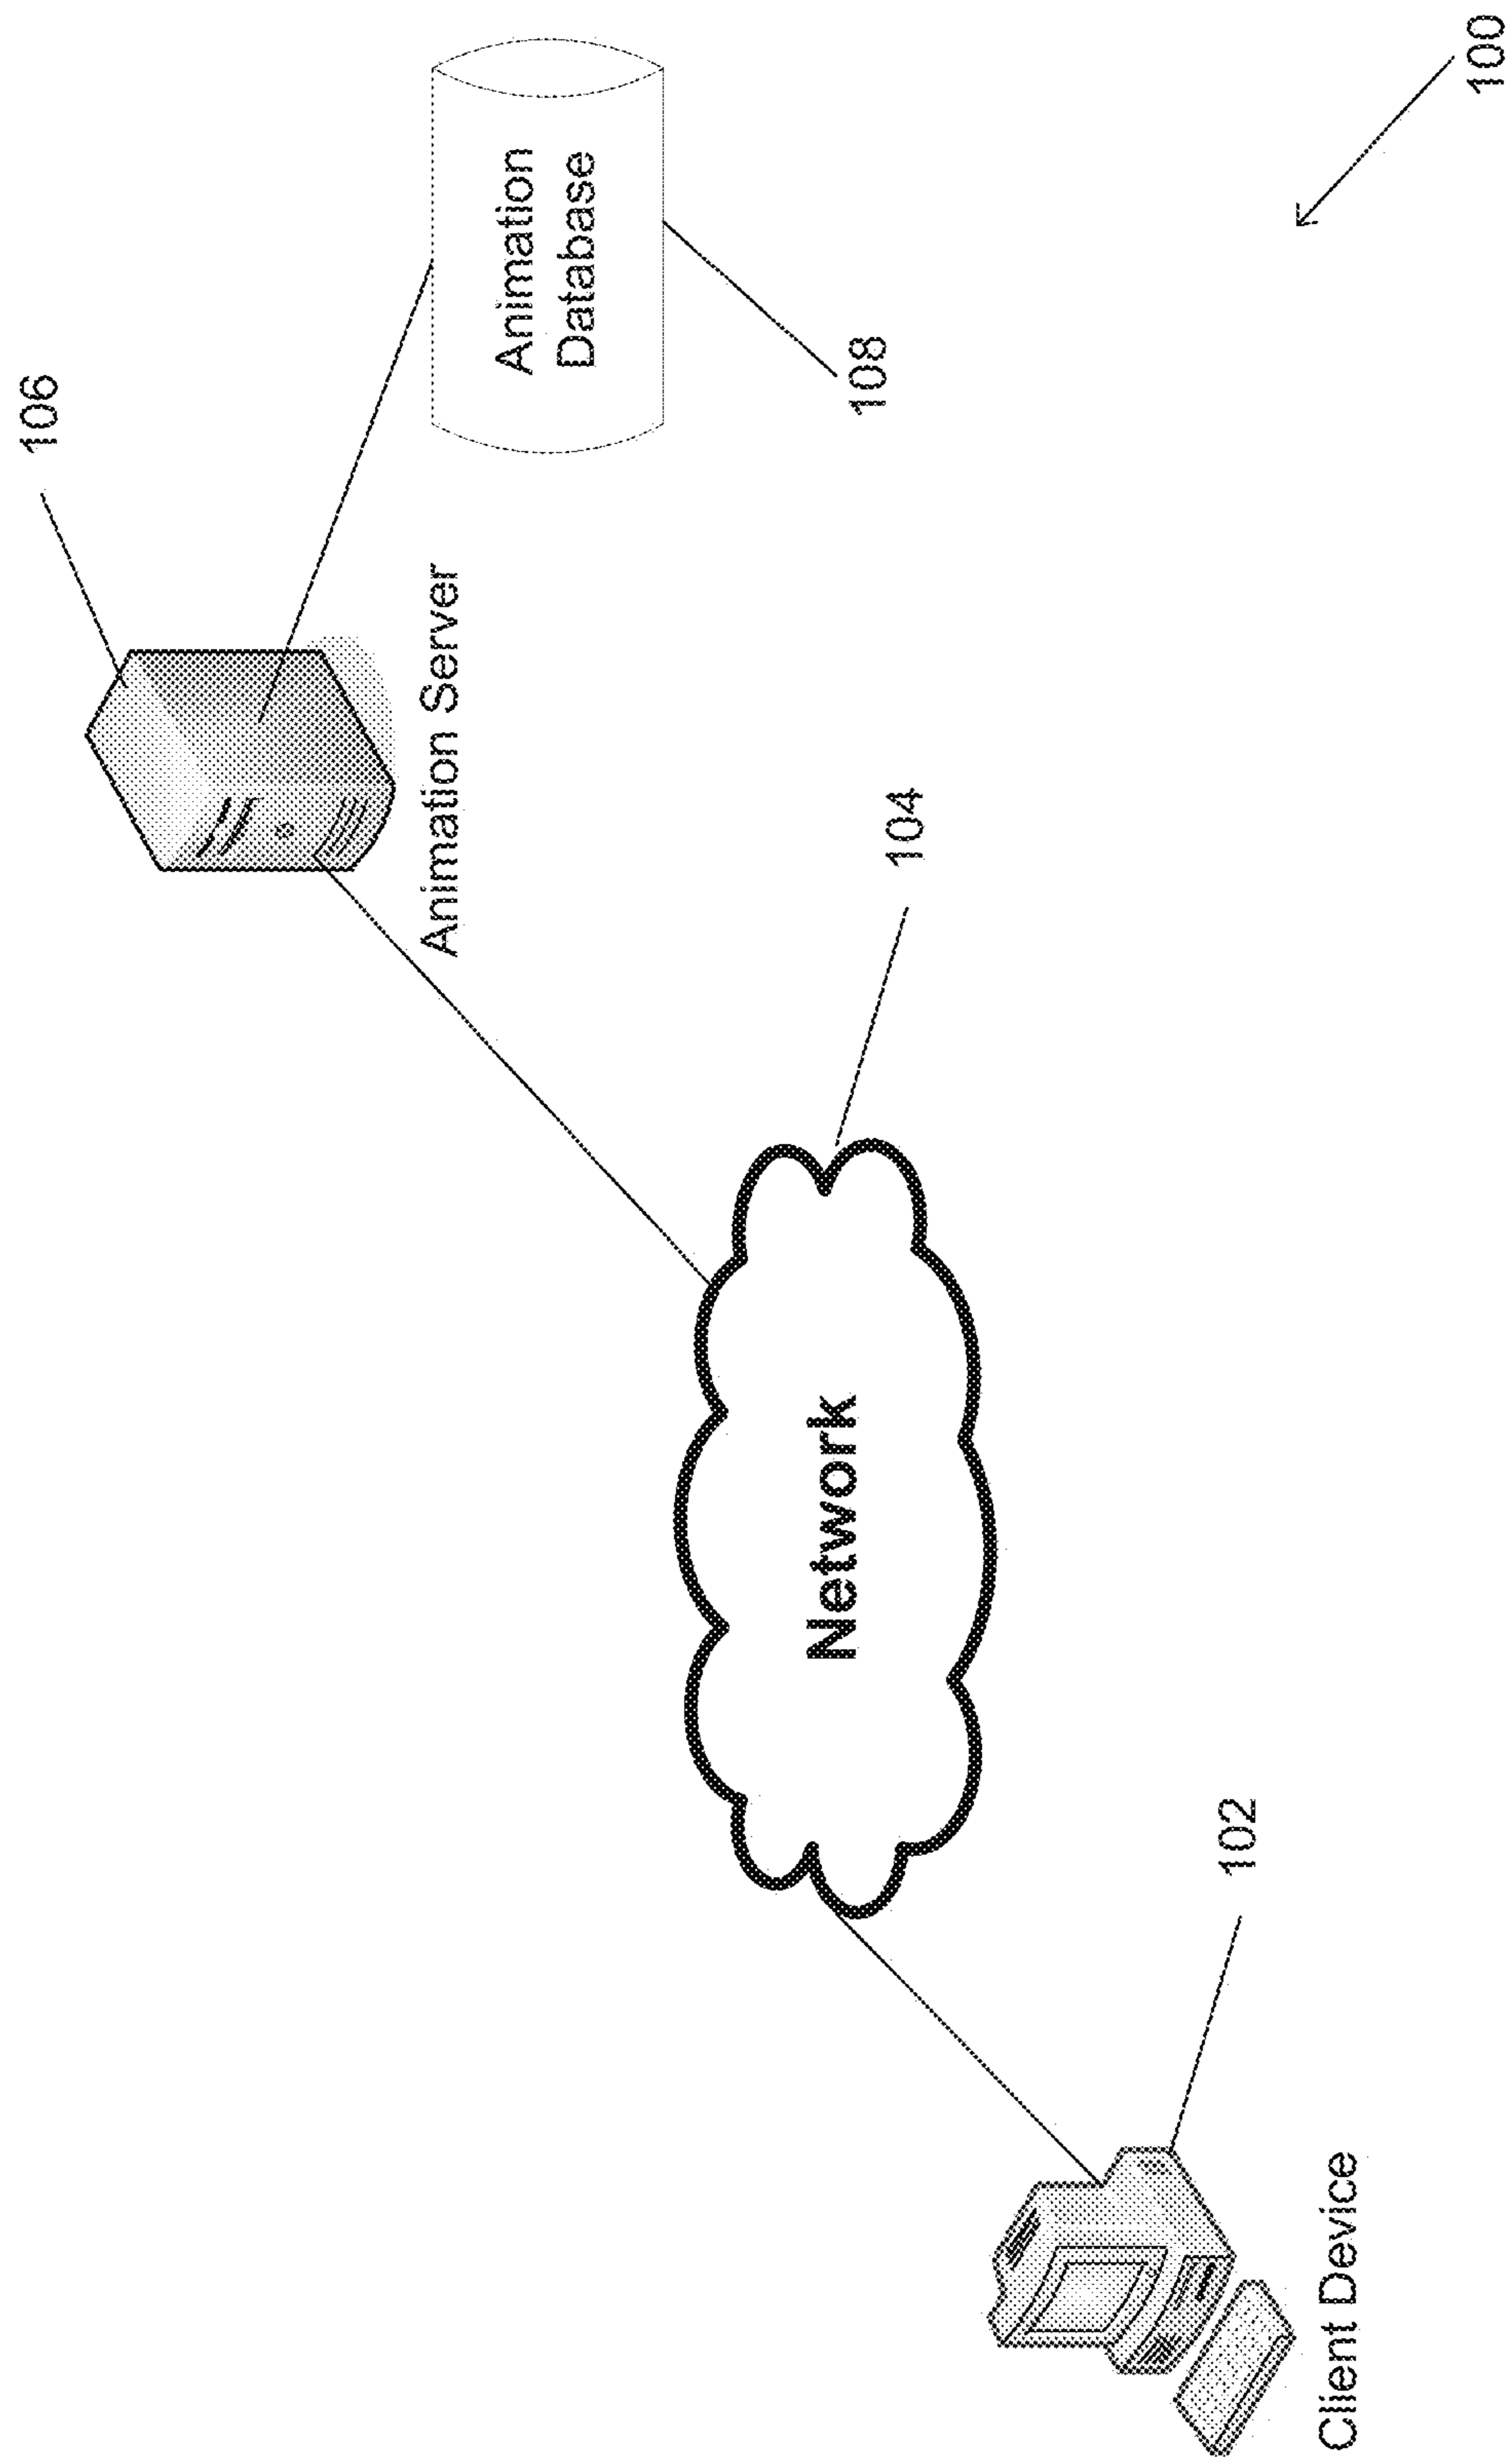 106
Animation
Database
108
Animation Server
104
Network
102
Client Device
100